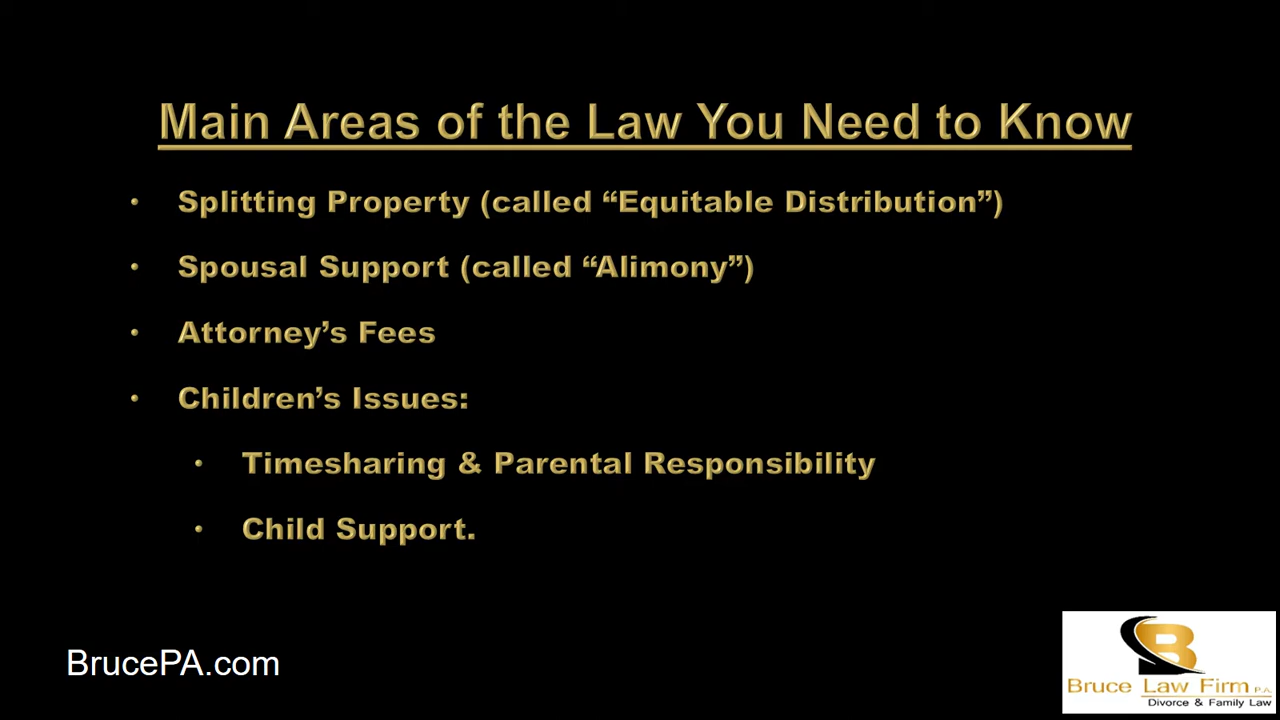 Main Areas of the Law You Need to Know
• Splitting Property (called “Equitable Distribution”)
• Spousal Support (called “Alimony”)
• Attorney’s Fees
• Children’s Issues:
• Timesharing & Parental Responsibility
• Child Support.
BrucePA.com
B
Bruce Law Firm P.A.
Divorce & Family Law